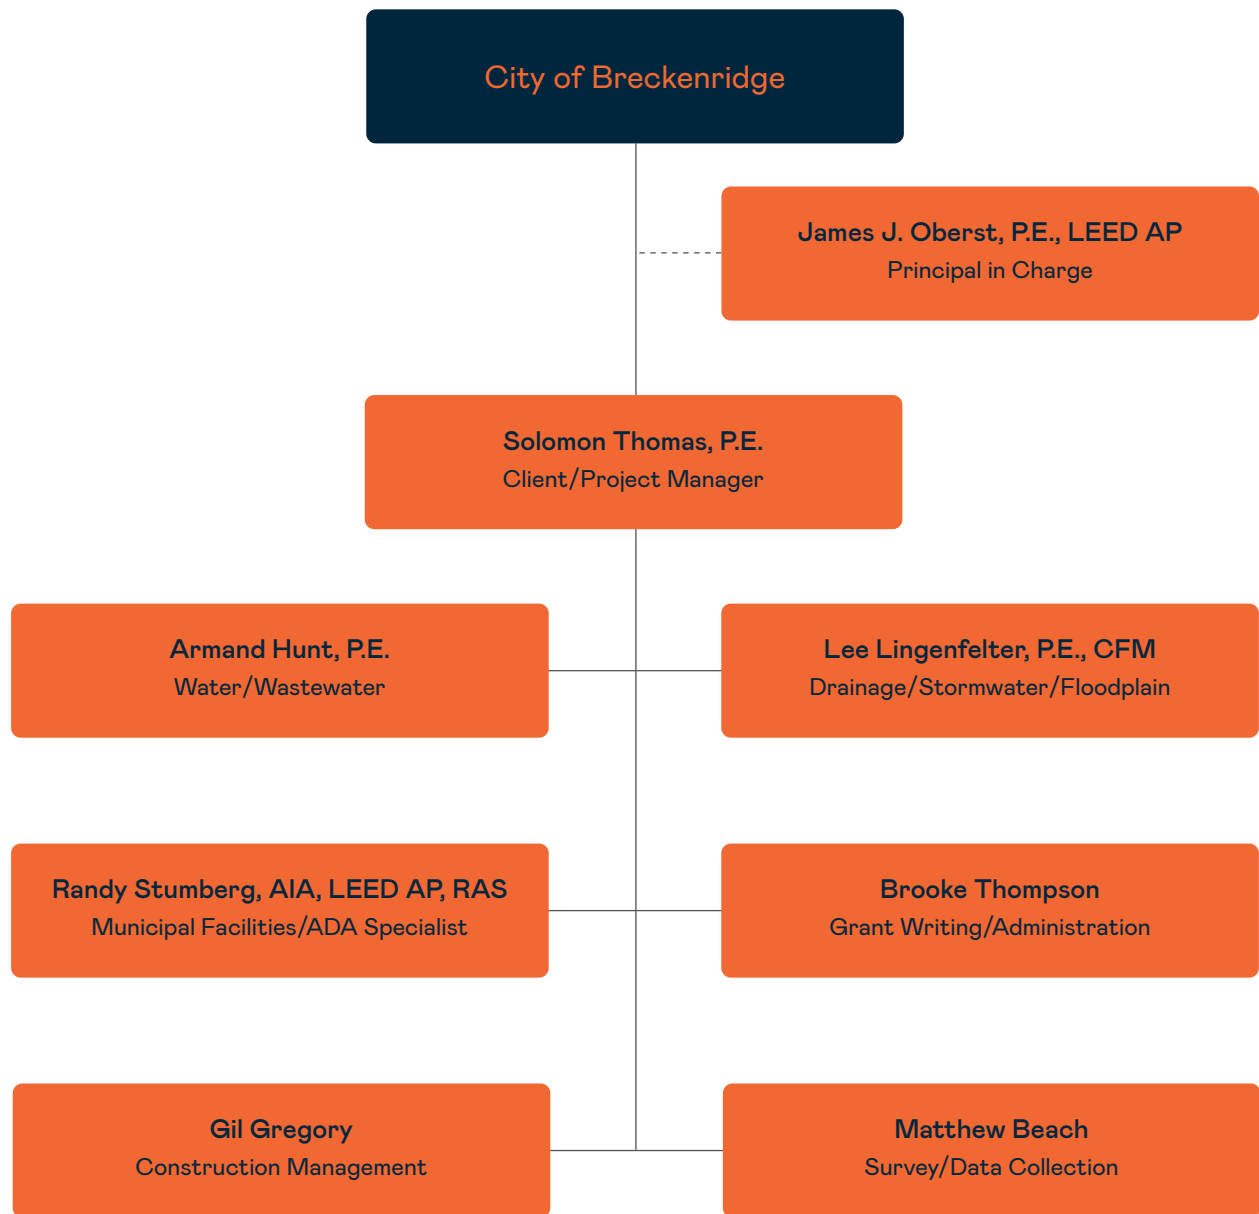 City of Breckenridge
James J. Oberst, P.E., LEED AP
Principal in Charge
Solomon Thomas, P.E.
Client/Project Manager
Armand Hunt, P.E.
Water/Wastewater
Lee Lingenfelter, P.E., CFM
Drainage/Stormwater/Floodplain
Randy Stumberg, AIA, LEED AP, RAS
Municipal Facilities/ADA Specialist
Brooke Thompson
Grant Writing/Administration
Gil Gregory
Construction Management
Matthew Beach
Survey/Data Collection